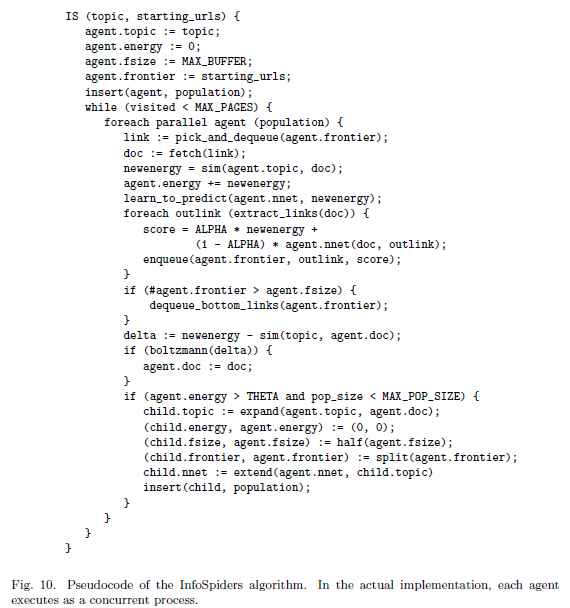 IS (topic, starting_urls) {
agent.topic := topic;
agent.energy := 0;
agent.fsize := MAX_BUFFER;
agent.frontier := starting_urls;
insert(agent, population);
while (visited < MAX_PAGES) {
foreach parallel agent (population) {
link := pick_and_dequeue(agent.frontier);
doc := fetch(link);
newenergy = sim(agent.topic, doc);
agent.energy += newenergy;
learn_to_predict(agent.nnet, newenergy);
foreach outlink (extract_links(doc)) {
score = ALPHA * newenergy +
(1 - ALPHA) * agent.nnet(doc, outlink);
enqueue(agent.frontier, outlink, score);
}
if (#agent.frontier > agent.fsize) {
dequeue_bottom_links(agent.frontier);
}
delta := newenergy - sim(topic, agent.doc);
if (boltzmann(delta)) {
agent.doc := doc;
}
if (agent.energy > THETA and pop_size < MAX_POP_SIZE) {
child.topic := expand(agent.topic, agent.doc);
(child.energy, agent.energy) := (0, 0);
(child.fsize, agent.fsize) := half(agent.fsize);
(child.frontier, agent.frontier) := split(agent.frontier);
child.nnet := extend(agent.nnet, child.topic)
insert(child, population);
}
}
}
}
Fig. 10. Pseudocode of the InfoSpiders algorithm. In the actual implementation, each agent
executes as a concurrent process.